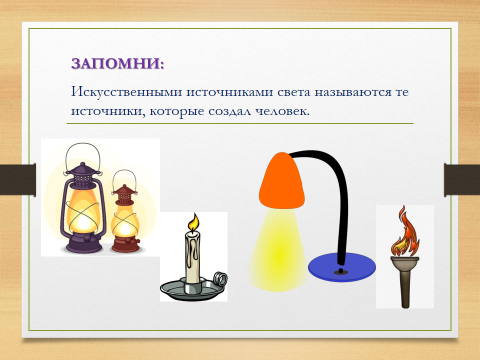 ЗАПОМНИ:
Искусственными источниками света называются те
источники, которые создал человек.